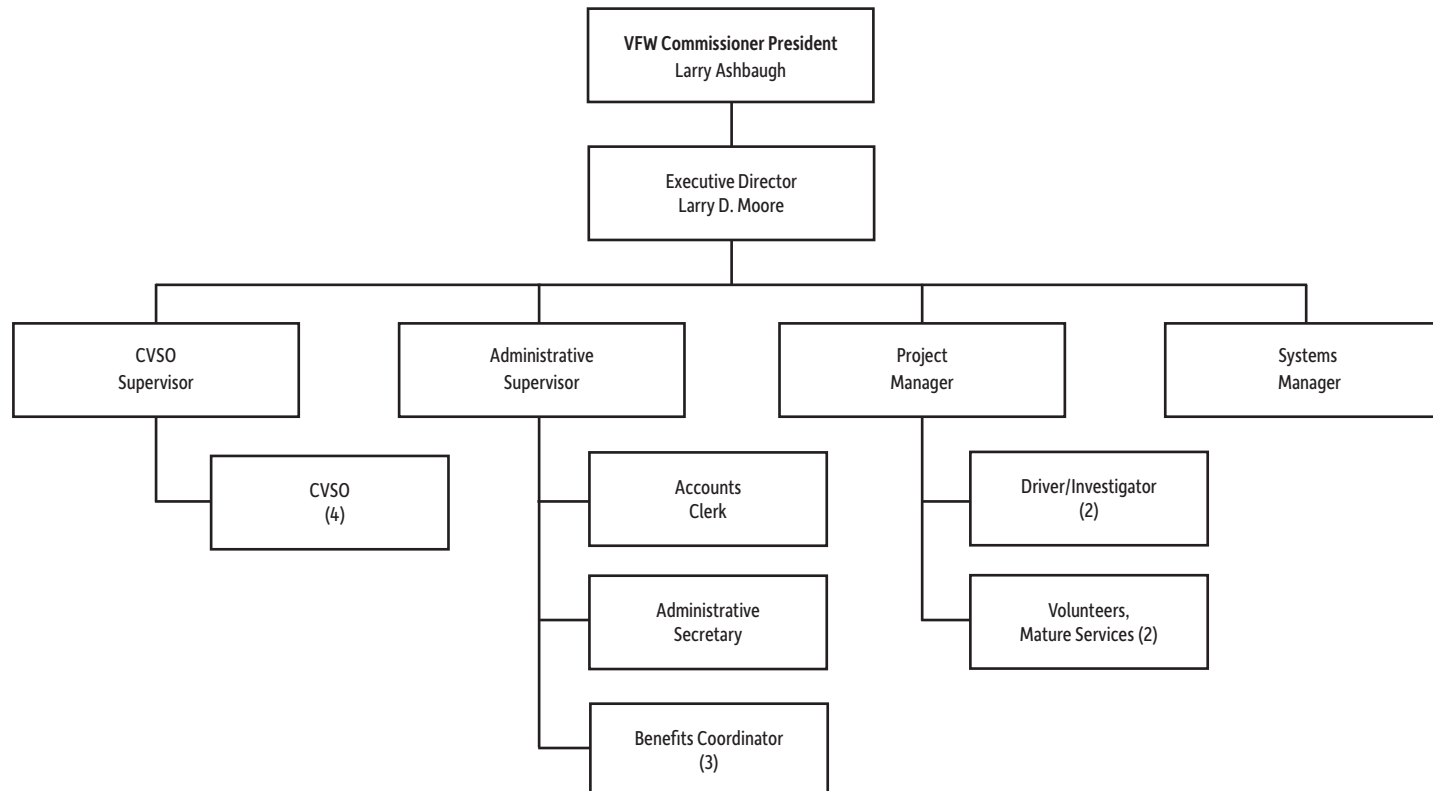 VFW Commissioner President
Larry Ashbaugh
Executive Director
Larry D. Moore
CVSO
Supervisor
Administrative
Supervisor
Project
Manager
Systems
Manager
CVSO
(4)
Accounts
Clerk
Driver/Investigator
(2)
Administrative
Secretary
Volunteers,
Mature Services (2)
Benefits Coordinator
(3)